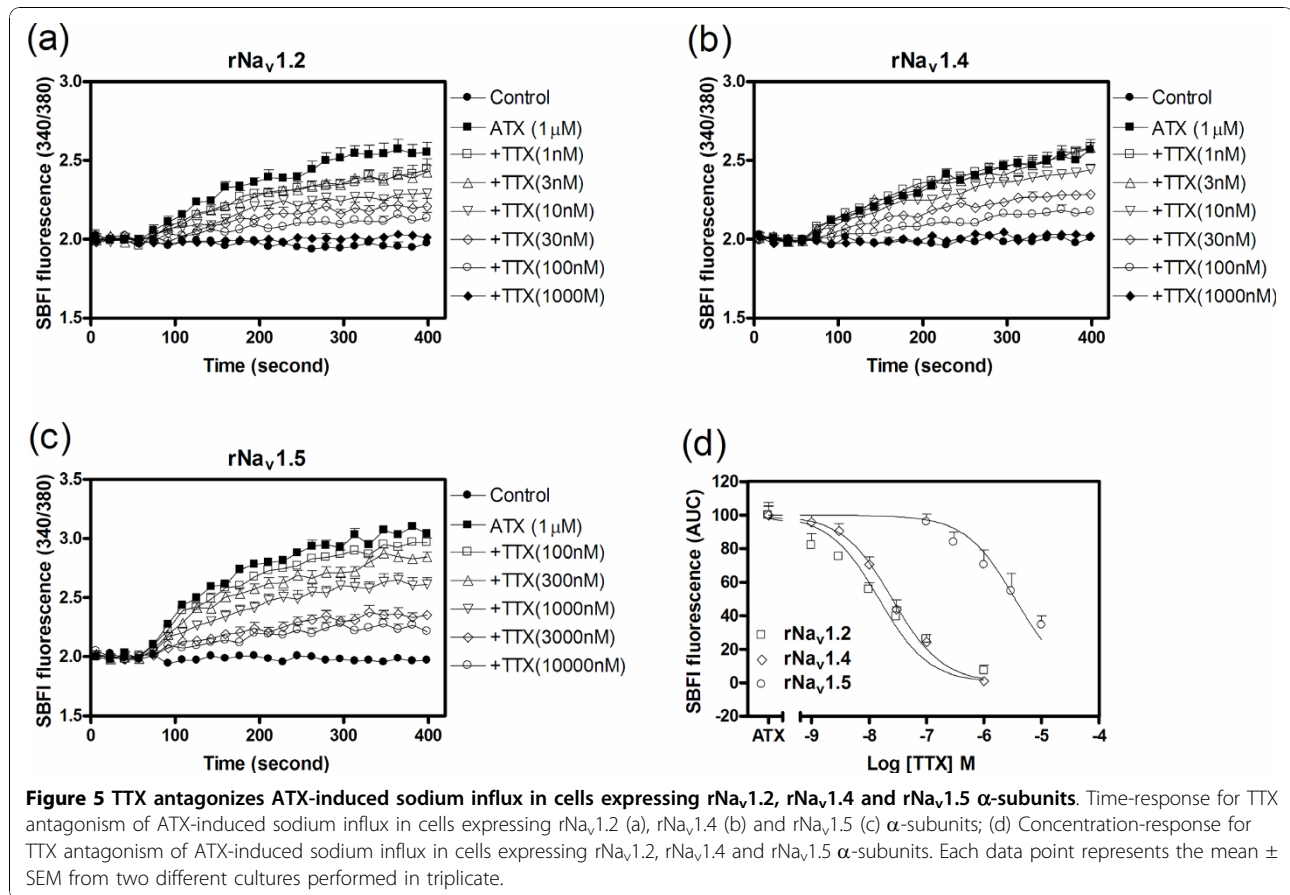 (a)
rNav1.2
SBFI fluorescence (340/380)
3.0
2.5
2.0
1.5
0 100 200 300 400
Time (second)
Control
ATX (1μM)
+TTX(1nM)
+TTX(3nM)
+TTX(10nM)
+TTX(30nM)
+TTX(100nM)
+TTX(1000M)
(b)
rNav1.4
SBFI fluorescence (340/380)
3.0
2.5
2.0
1.5
0 100 200 300 400
Time (second)
Control
ATX (1μM)
+TTX(1nM)
+TTX(3nM)
+TTX(10nM)
+TTX(30nM)
+TTX(100nM)
+TTX(1000nM)
(c)
rNav1.5
SBFI fluorescence (340/380)
3.5
3.0
2.5
2.0
1.5
0 100 200 300 400
Time (second)
Control
ATX (1μM)
+TTX(100nM)
+TTX(300nM)
+TTX(1000nM)
+TTX(3000nM)
+TTX(10000nM)
(d)
SBFI fluorescence (AUC)
120
100
80
60
40
20
0
-20
rNav1.2
rNav1.4
rNav1.5
ATX -9 -8 -7 -6 -5 -4
Log [TTX] M
Figure 5 TTX antagonizes ATX-induced sodium influx in cells expressing rNav1.2, rNav1.4 and rNav1.5 α-subunits. Time-response for TTX
antagonism of ATX-induced sodium influx in cells expressing rNav1.2 (a), rNav1.4 (b) and rNav1.5 (c) α-subunits; (d) Concentration-response for
TTX antagonism of ATX-induced sodium influx in cells expressing rNav1.2, rNav1.4 and rNav1.5 α-subunits. Each data point represents the mean ±
SEM from two different cultures performed in triplicate.